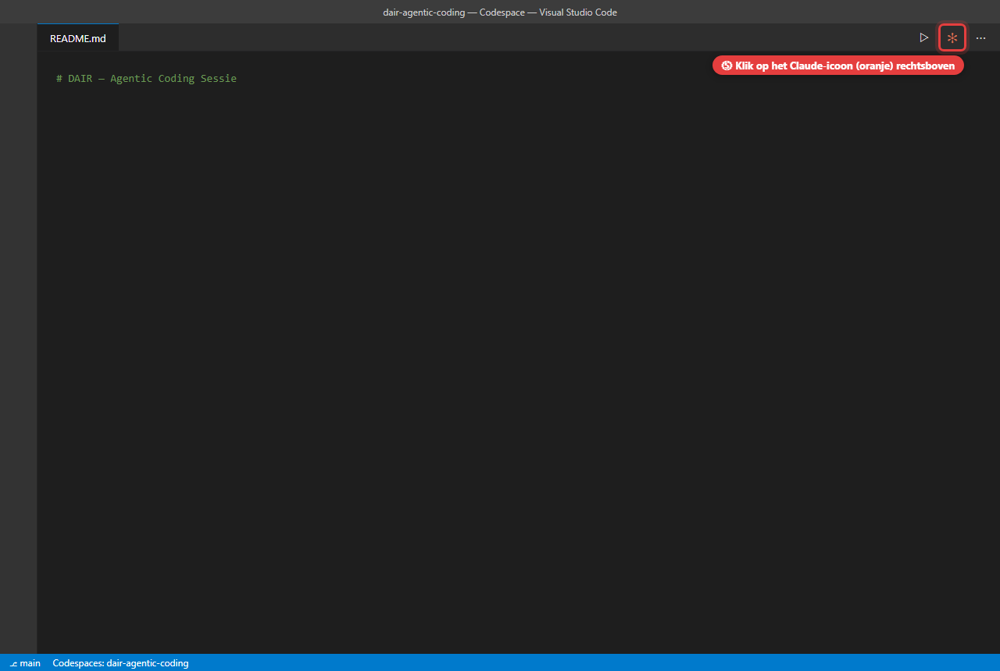 dair-agentic-coding — Codespace — Visual Studio Code
README.md
⑤ Klik op het Claude-icoon (oranje) rechtsboven
# DAIR — Agentic Coding Sessie
main Codespaces: dair-agentic-coding